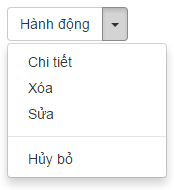 Hành động
Chi tiết
Xóa
Sửa
Hủy bỏ